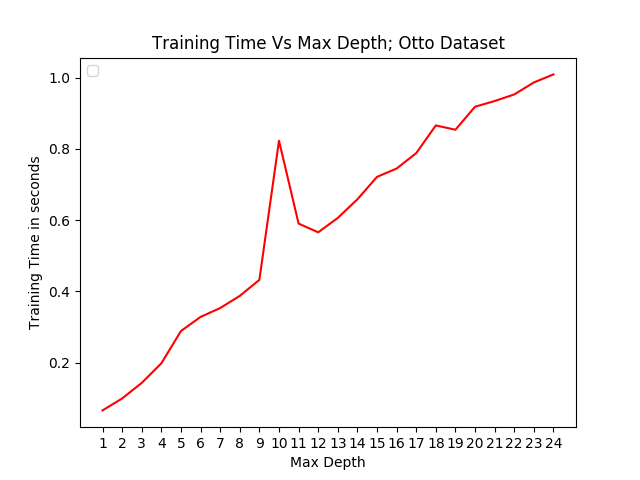 Training Time Vs Max Depth; Otto Dataset
1.0
0.8
0.6
0.4
0.2
Training Time in seconds
1 2 3 4 5 6 7 8 9 10 11 12 13 14 15 16 17 18 19 20 21 22 23 24
Max Depth